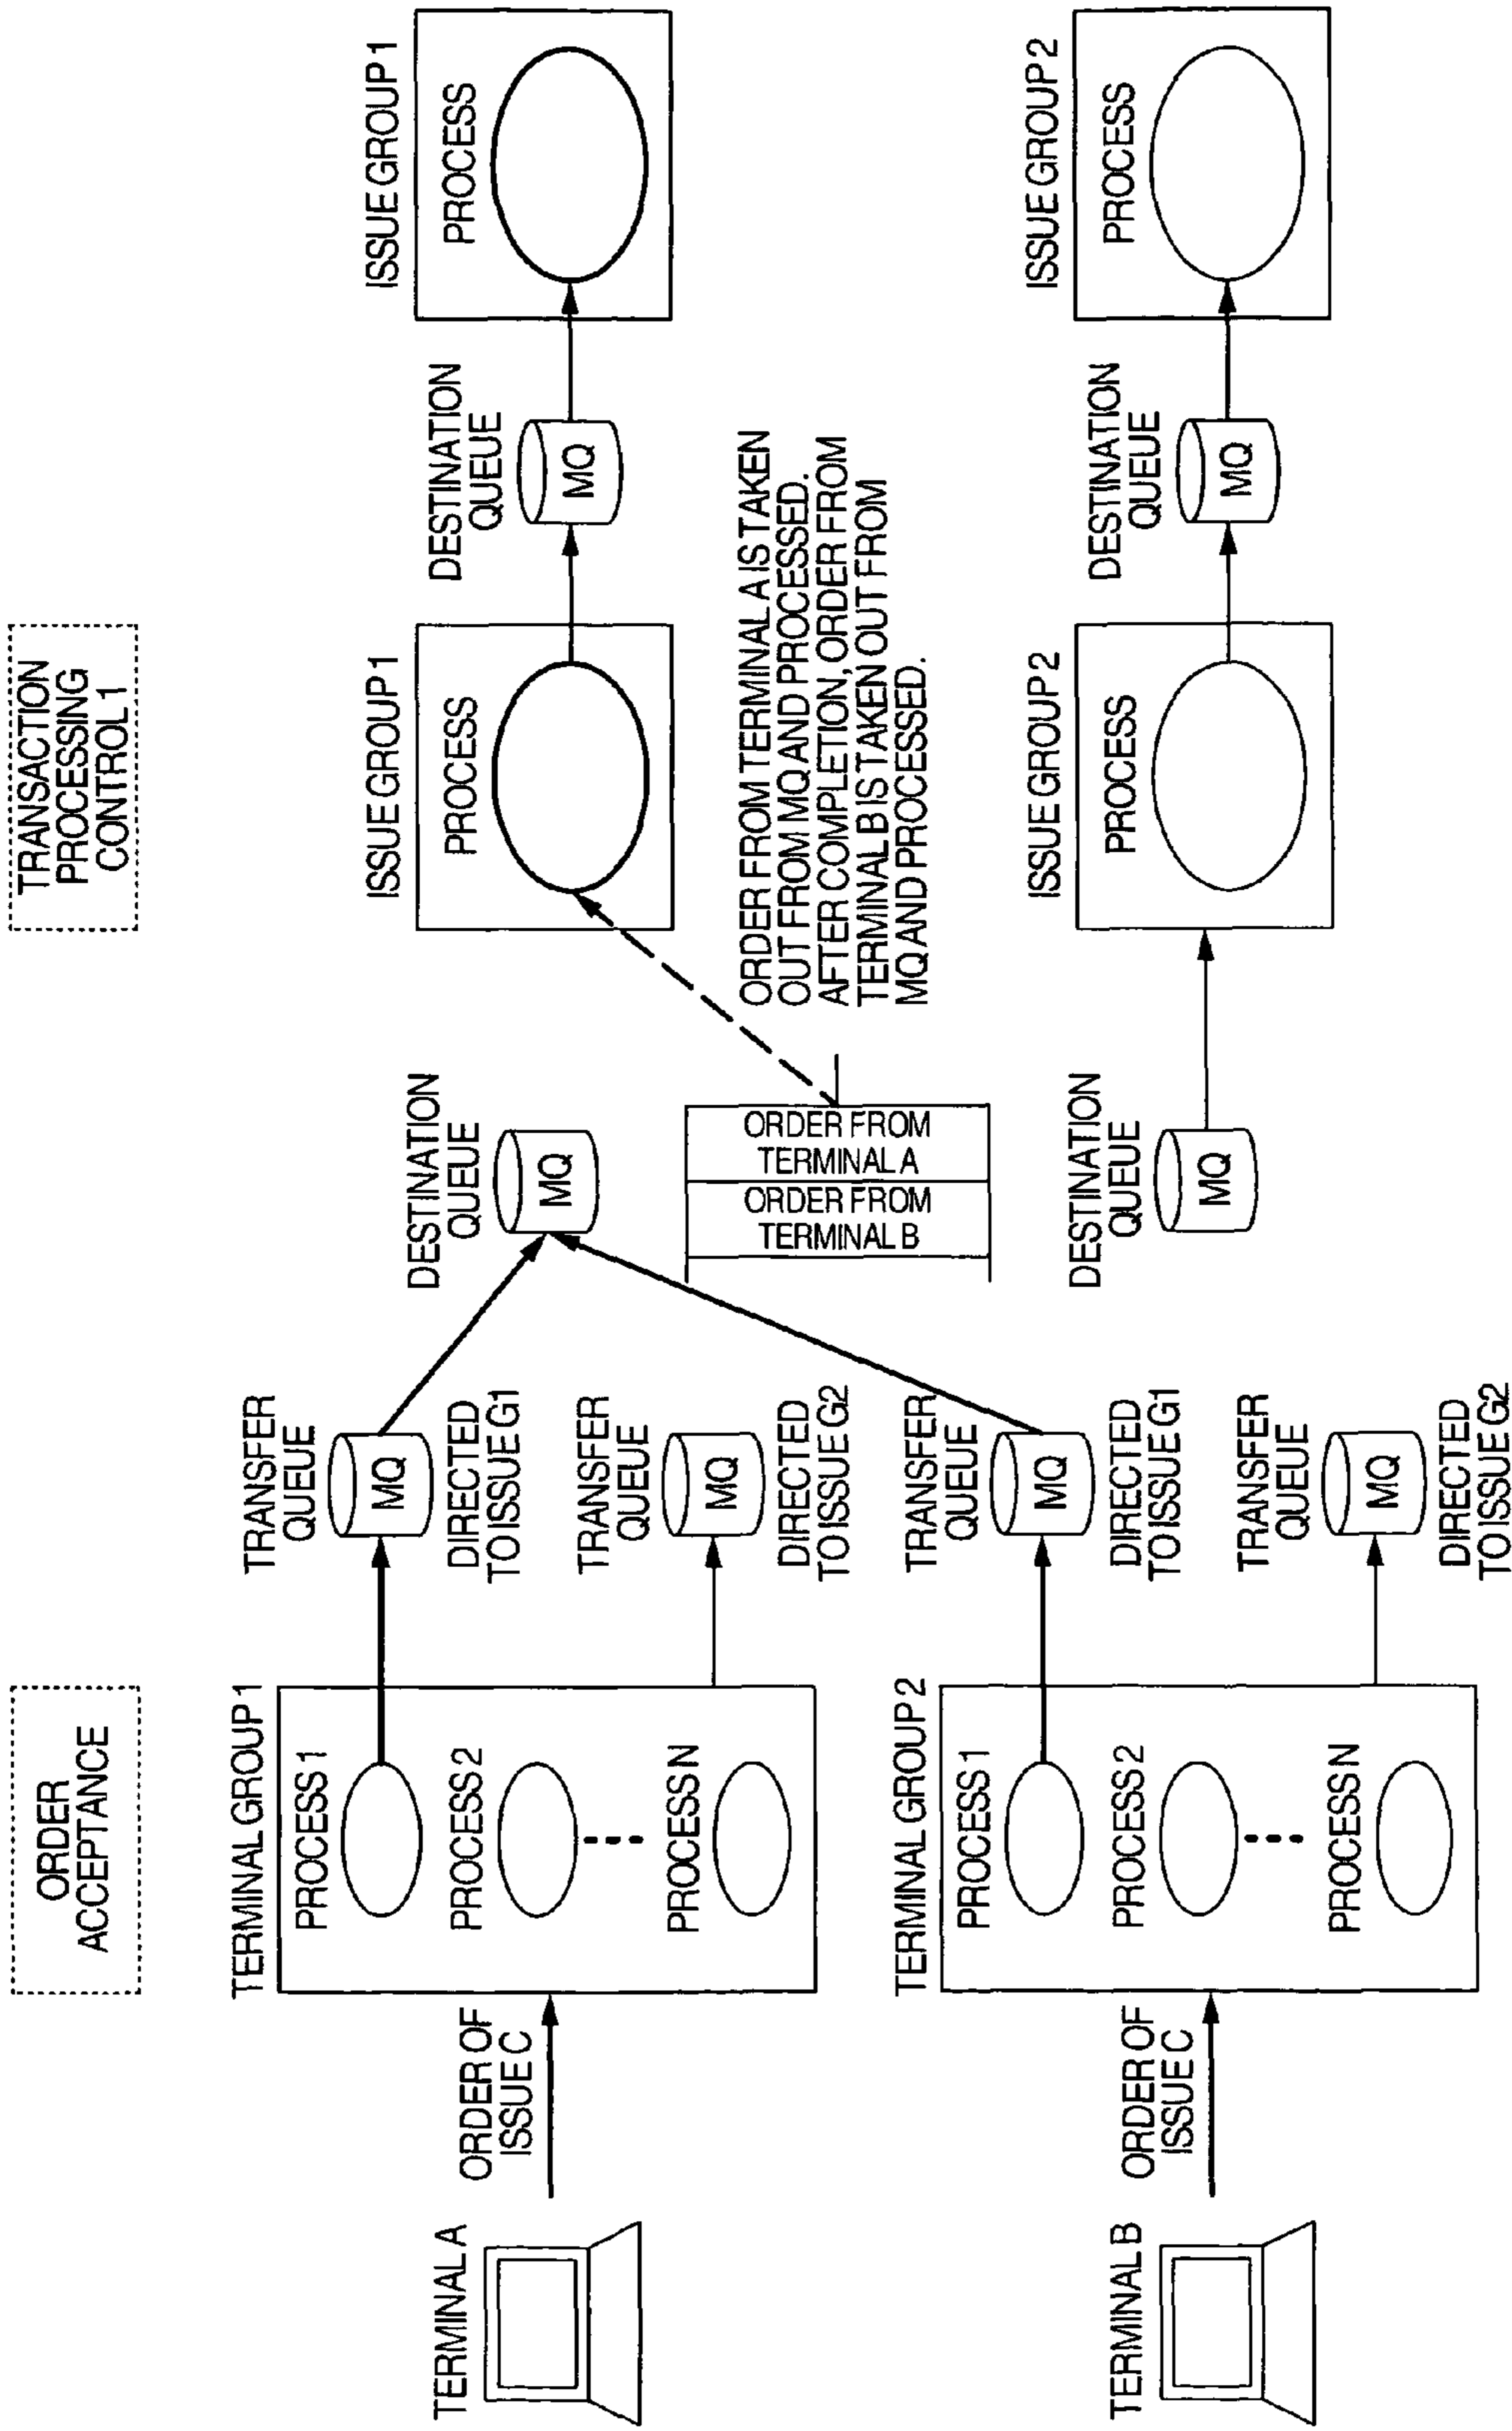 ORDER
ACCEPTANCE
TRANSACTION
PROCESSING
CONTROL 1
TERMINAL A
ORDER OF
ISSUE C
TERMINAL GROUP 1
PROCESS 1
PROCESS 2
PROCESS N
TRANSFER
QUEUE
MQ
DIRECTED
TO ISSUE G1
TRANSFER
QUEUE
MQ
DIRECTED
TO ISSUE G2
DESTINATION
QUEUE
MQ
ORDER FROM
TERMINAL A
ORDER FROM
TERMINAL B
ISSUE GROUP 1
PROCESS
ORDER FROM TERMINAL A IS TAKEN
OUT FROM MQ AND PROCESSED.
AFTER COMPLETION, ORDER FROM
TERMINAL B IS TAKEN OUT FROM
MQ AND PROCESSED.
DESTINATION
QUEUE
MQ
ISSUE GROUP 1
PROCESS
TERMINAL B
ORDER OF
ISSUE C
TERMINAL GROUP 2
PROCESS 1
PROCESS 2
PROCESS N
TRANSFER
QUEUE
MQ
DIRECTED
TO ISSUE G1
TRANSFER
QUEUE
MQ
DIRECTED
TO ISSUE G2
DESTINATION
QUEUE
MQ
ISSUE GROUP 2
PROCESS
DESTINATION
QUEUE
MQ
ISSUE GROUP 2
PROCESS